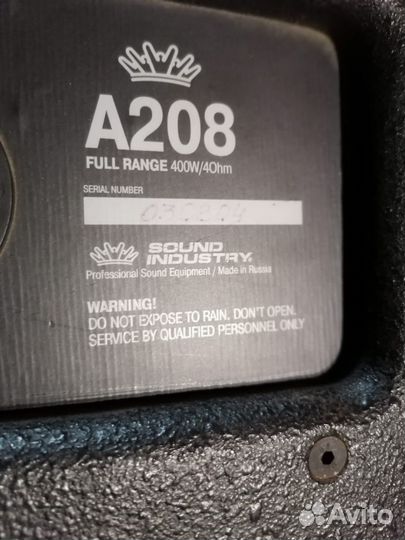 A208
FULL RANGE 400W/4Ohm
SERIAL NUMBER
SOUND
INDUSTRY
Professional Sound Equipment / Made in Russia
WARNING!
DO NOT EXPOSE TO RAIN. DON'T OPEN.
SERVICE BY QUALIFIED PERSONNEL ONLY
Avito